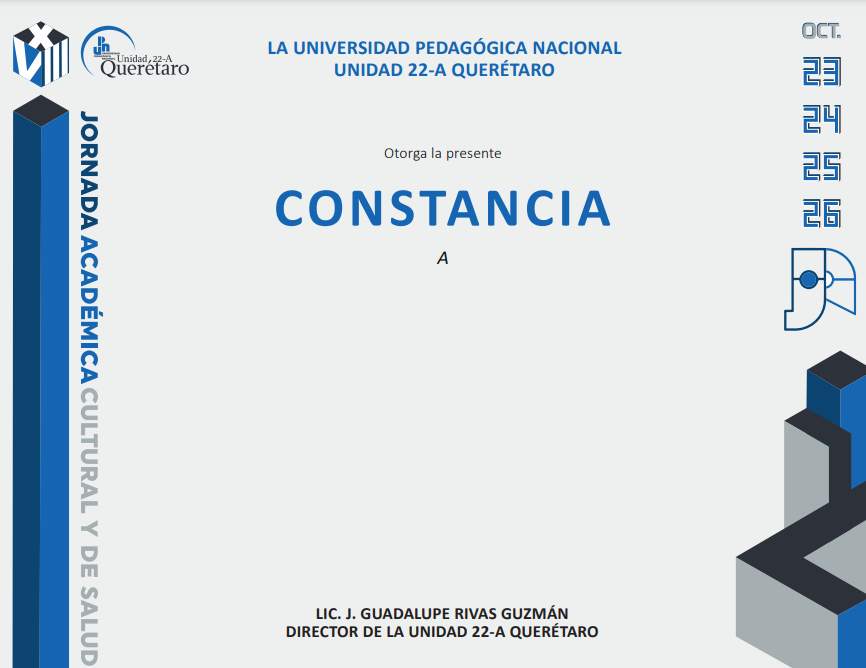 XVII
Unidad 22-A
Querétaro
LA UNIVERSIDAD PEDAGÓGICA NACIONAL
UNIDAD 22-A QUERÉTARO
Otorga la presente
CONSTANCIA
A
JORNADA ACADÉMICA CULTURAL Y DE SALUD
OCT.
23
24
25
26
LIC. J. GUADALUPE RIVAS GUZMÁN
DIRECTOR DE LA UNIDAD 22-A QUERÉTARO